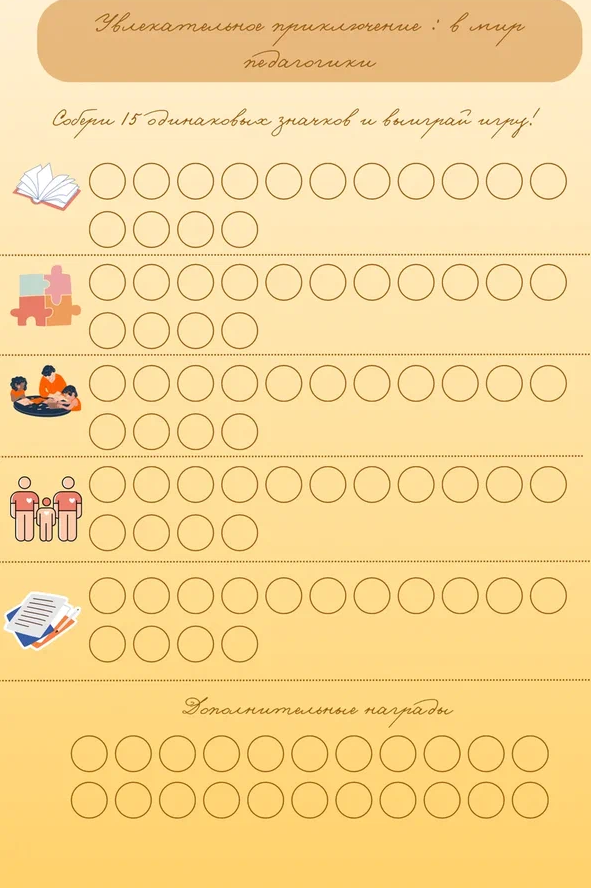 Увлекательное приключение : в мир
педагогики
Собери 15 одинаковых значков и выиграй игру!
Дополнительные награды